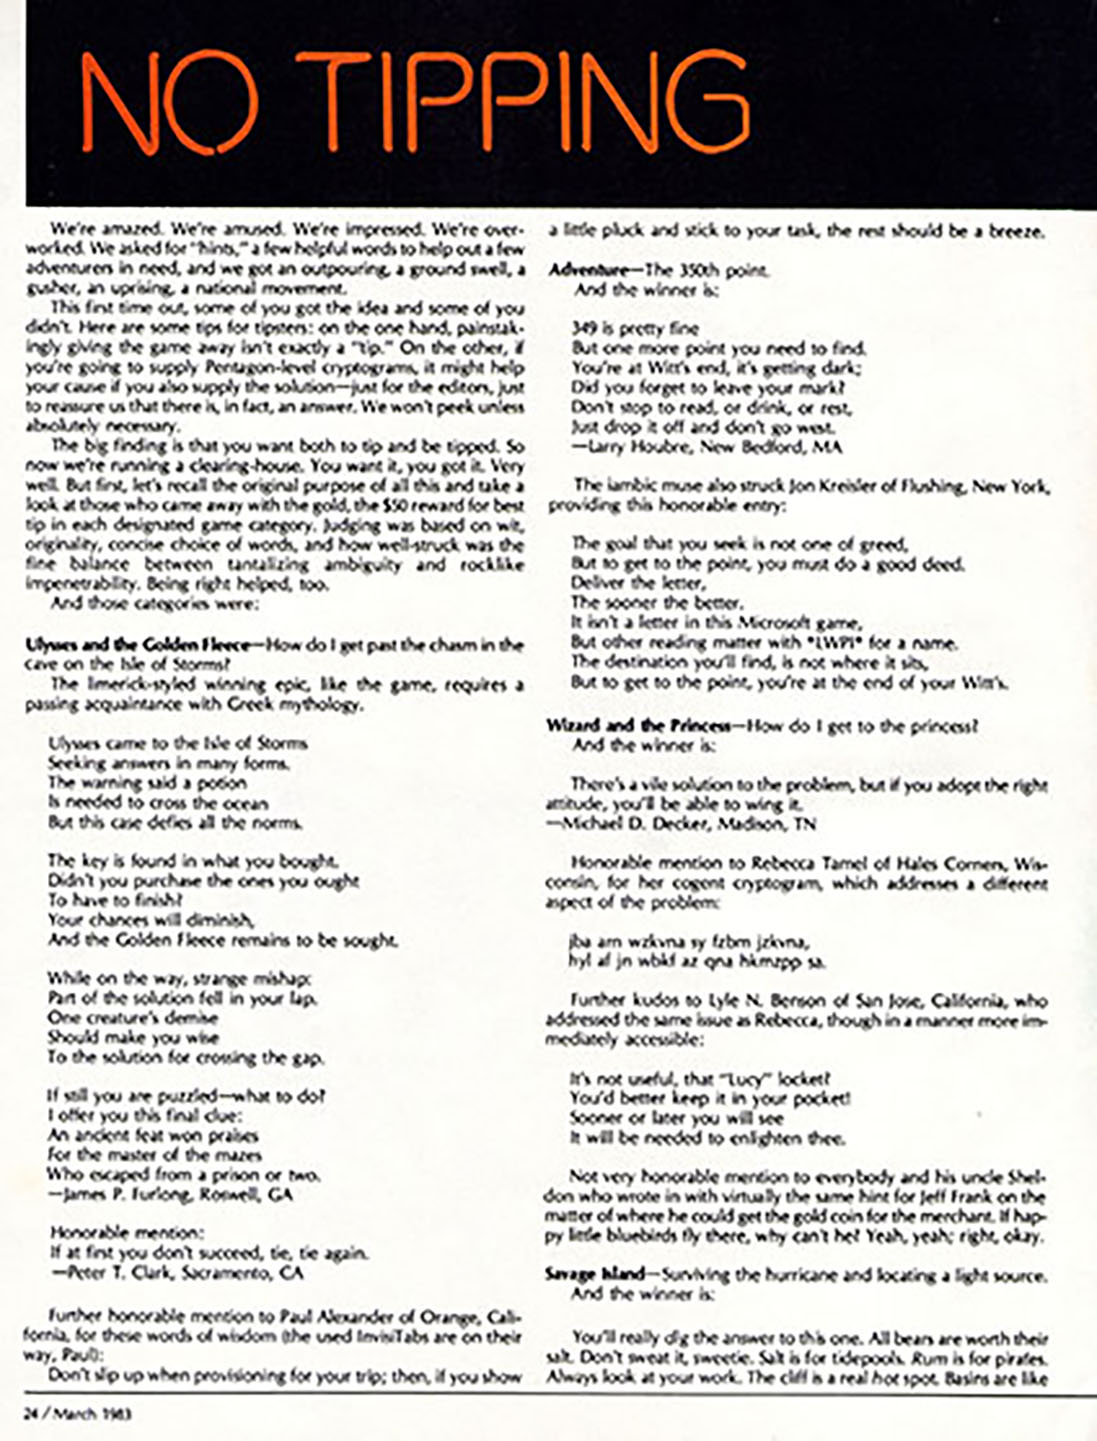 NO TIPPING
We're amazed. We're amused. We're impressed. We're over-
worked. We asked for "hints," a few helpful words to help out a few
adventurers in need, and we got an outpouring, a ground swell, a
gusher, an uprising, a national movement.
This first time out, some of you got the idea and some of you
didn't. Here are some tips for tipsters: on the one hand, painstak-
ingly giving the game away isn't exactly a "tip." On the other, if
you're going to supply Pentagon-level cryptograms, it might help
your cause if you also supply the solution—just for the editors, just
to reassure us that there is, in fact, an answer. We won't peek unless
absolutely necessary.
The big finding is that you want both to tip and be tipped. So
now we're running a clearing-house. You want it, you got it. Very
well. But first, let's recall the original purpose of all this and take a
look at those who came away with the gold, the $50 reward for best
tip in each designated game category. Judging was based on wit,
originality, concise choice of words, and how well-struck was the
fine balance between tantalizing ambiguity and rocklike
impenetrability. Being right helped, too.
And those categories were:
Ulysses and the Golden Fleece—How do I get past the chasm in the
cave on the Isle of Storms?
The limerick-styled winning epic, like the game, requires a
passing acquaintance with Greek mythology.
Ulysses came to the Isle of Storms
Seeking answers in many forms.
The warning said a potion
Is needed to cross the ocean
But this case defies all the norms.
The key is found in what you bought.
Didn't you purchase the ones you ought
To have to finish?
Your chances will diminish,
And the Golden Fleece remains to be sought.
While on the way, strange mishap:
Part of the solution fell in your lap.
One creature's demise
Should make you wise
To the solution for crossing the gap.
If still you are puzzled—what to do?
I offer you this final clue:
An ancient feat won praises
For the master of the mazes
Who escaped from a prison or two.
—James P. Furlong, Roswell, GA
Honorable mention:
If at first you don't succeed, tie, tie again.
—Peter T. Clark, Sacramento, CA
Further honorable mention to Paul Alexander of Orange, Cali-
fornia, for these words of wisdom (the used InvisiTabs are on their
way, Paul):
Don't slip up when provisioning for your trip; then, if you show
24 / March 1983
a little pluck and stick to your task, the rest should be a breeze.
Adventure—The 350th point.
And the winner is:
349 is pretty fine
But one more point you need to find.
You're at Witt's end, it's getting dark;
Did you forget to leave your mark?
Don't stop to read, or drink, or rest,
Just drop it off and don't go west.
—Larry Houbre, New Bedford, MA
The iambic muse also struck Jon Kreisler of Flushing, New York,
providing this honorable entry:
The goal that you seek is not one of greed,
But to get to the point, you must do a good deed.
Deliver the letter,
The sooner the better.
It isn't a letter in this Microsoft game,
But other reading matter with *LWPI* for a name.
The destination you'll find, is not where it sits,
But to get to the point, you're at the end of your Witt's.
Wizard and the Princess—How do I get to the princess?
And the winner is:
There's a vile solution to the problem, but if you adopt the right
attitude, you'll be able to wing it.
—Michael D. Decker, Madison, TN
Honorable mention to Rebecca Tamel of Hales Corners, Wis-
consin, for her cogent cryptogram, which addresses a different
aspect of the problem:
jba am wzkvna sy fzbm jzkvna,
hyl af jn wbkf az qna hkmzpp sa.
Further kudos to Lyle N. Benson of San Jose, California, who
addressed the same issue as Rebecca, though in a manner more im-
mediately accessible:
It's not useful, that "Lucy" locket?
You'd better keep it in your pocket!
Sooner or later you will see
It will be needed to enlighten thee.
Not very honorable mention to everybody and his uncle Shel-
don who wrote in with virtually the same hint for Jeff Frank on the
matter of where he could get the gold coin for the merchant. If hap-
py little bluebirds fly there, why can't he? Yeah, yeah; right, okay.
Savage Island—Surviving the hurricane and locating a light source.
And the winner is:
You'll really dig the answer to this one. All bears are worth their
salt. Don't sweat it, sweetie. Salt is for tidepools. Rum is for pirates.
Always look at your work. The cliff is a real hot spot. Basins are like